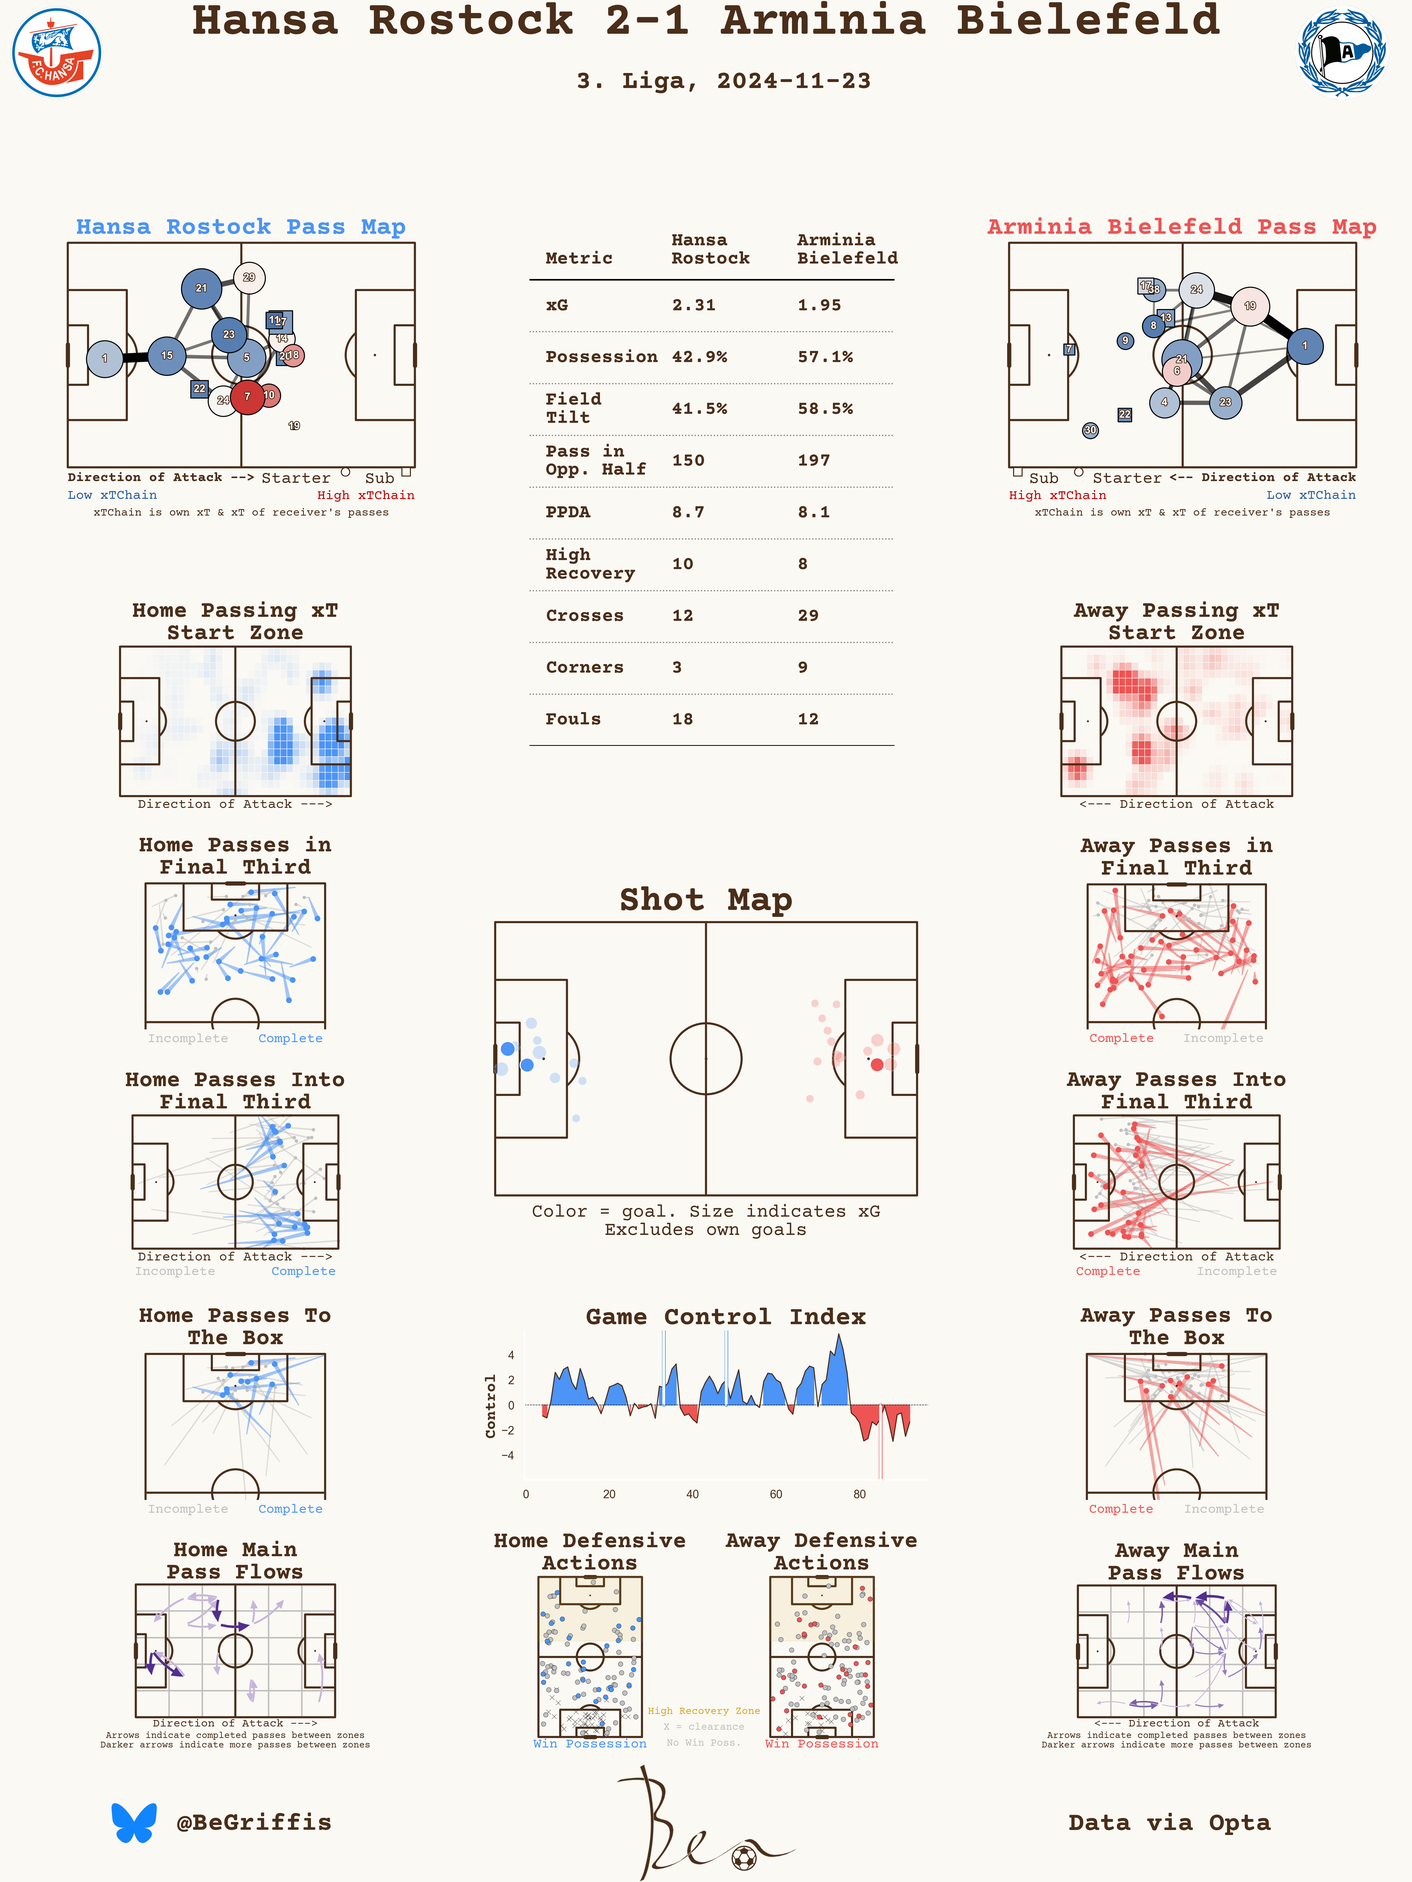 Hansa Rostock 2-1 Arminia Bielefeld
3. Liga, 2024-11-23
F.C. HANSA
A
Hansa Rostock Pass Map
1
15
21
29
23
5
11
17
14
20
18
22
24
7
10
19
Direction of Attack --> Starter Sub
Low xTChain High xTChain
xTChain is own xT & xT of receiver's passes
Metric Hansa Rostock Arminia Bielefeld
xG 2.31 1.95
Possession 42.9% 57.1%
Field Tilt 41.5% 58.5%
Pass in Opp. Half 150 197
PPDA 8.7 8.1
High Recovery 10 8
Crosses 12 29
Corners 3 9
Fouls 18 12
Arminia Bielefeld Pass Map
17
38
24
19
13
8
9
7
1
21
6
4
23
22
30
Sub Starter <-- Direction of Attack
High xTChain Low xTChain
xTChain is own xT & xT of receiver's passes
Home Passing xT
Start Zone
Direction of Attack --->
Away Passing xT
Start Zone
<--- Direction of Attack
Home Passes in
Final Third
Incomplete Complete
Away Passes in
Final Third
Complete Incomplete
Shot Map
Color = goal. Size indicates xG
Excludes own goals
Home Passes Into
Final Third
Direction of Attack --->
Incomplete Complete
Away Passes Into
Final Third
<--- Direction of Attack
Complete Incomplete
Home Passes To
The Box
Incomplete Complete
Game Control Index
Control
4
2
0
−2
−4
0 20 40 60 80
Away Passes To
The Box
Complete Incomplete
Home Main
Pass Flows
Direction of Attack --->
Arrows indicate completed passes between zones
Darker arrows indicate more passes between zones
Home Defensive
Actions
Win Possession
Away Defensive
Actions
Win Possession
High Recovery Zone
X = clearance
No Win Poss.
Away Main
Pass Flows
<--- Direction of Attack
Arrows indicate completed passes between zones
Darker arrows indicate more passes between zones
@BeGriffis
Ben
Data via Opta